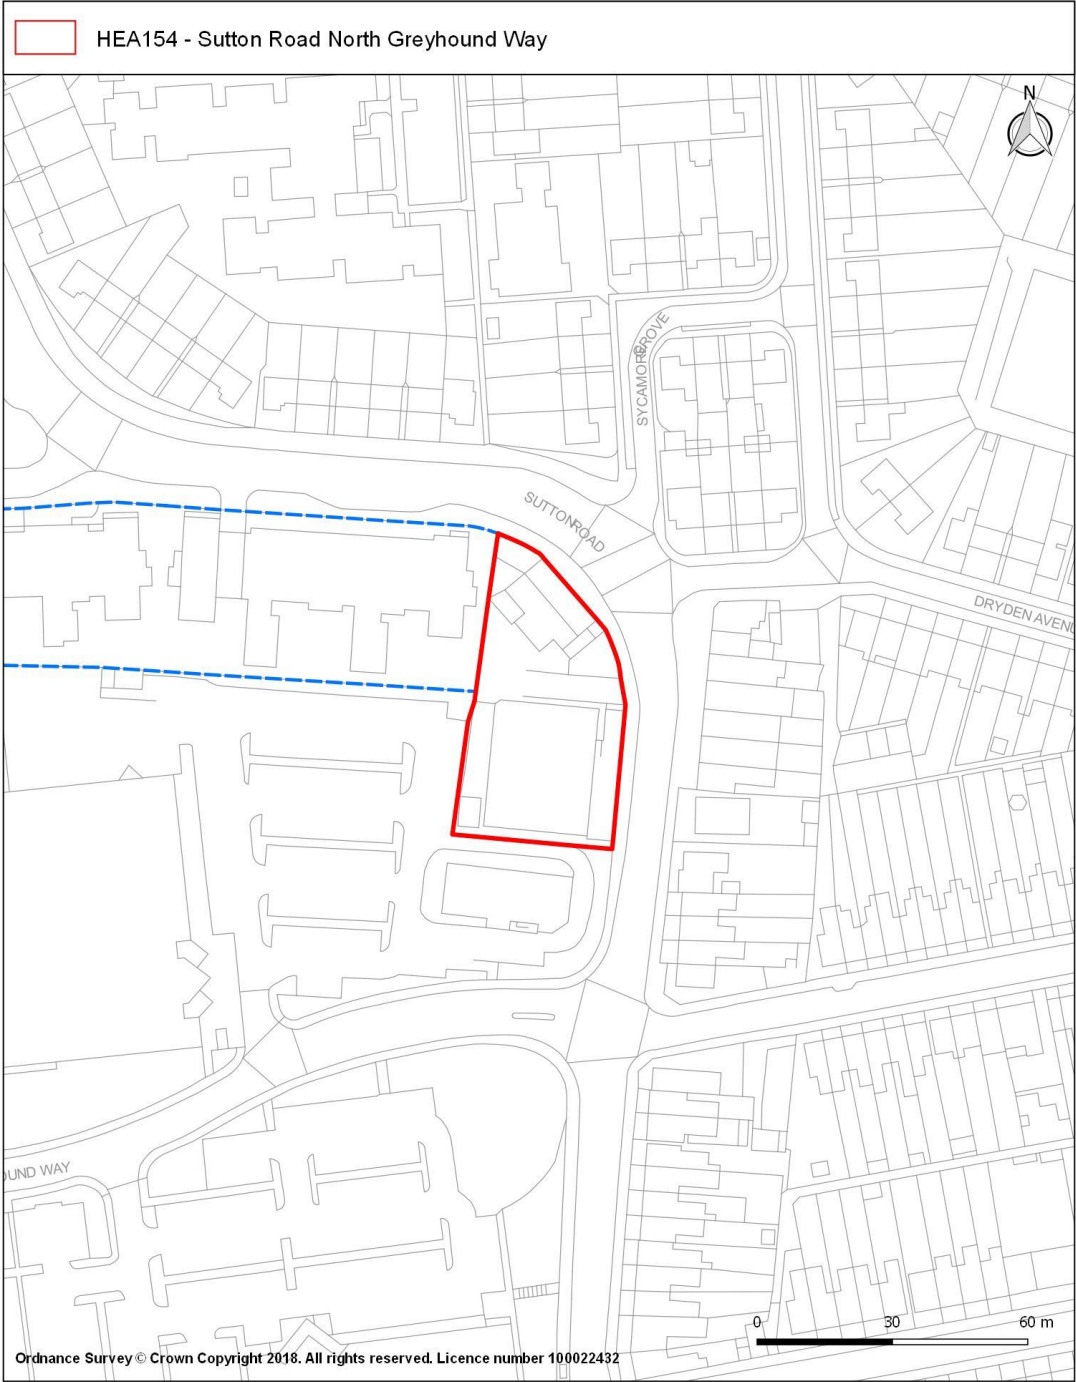 HEA154 - Sutton Road North Greyhound Way
N
SYCAMORE
GROVE
SUTTON ROAD
DRYDEN AVENU
OUND WAY
0 30 60 m
Ordnance Survey © Crown Copyright 2018. All rights reserved. Licence number 100022432